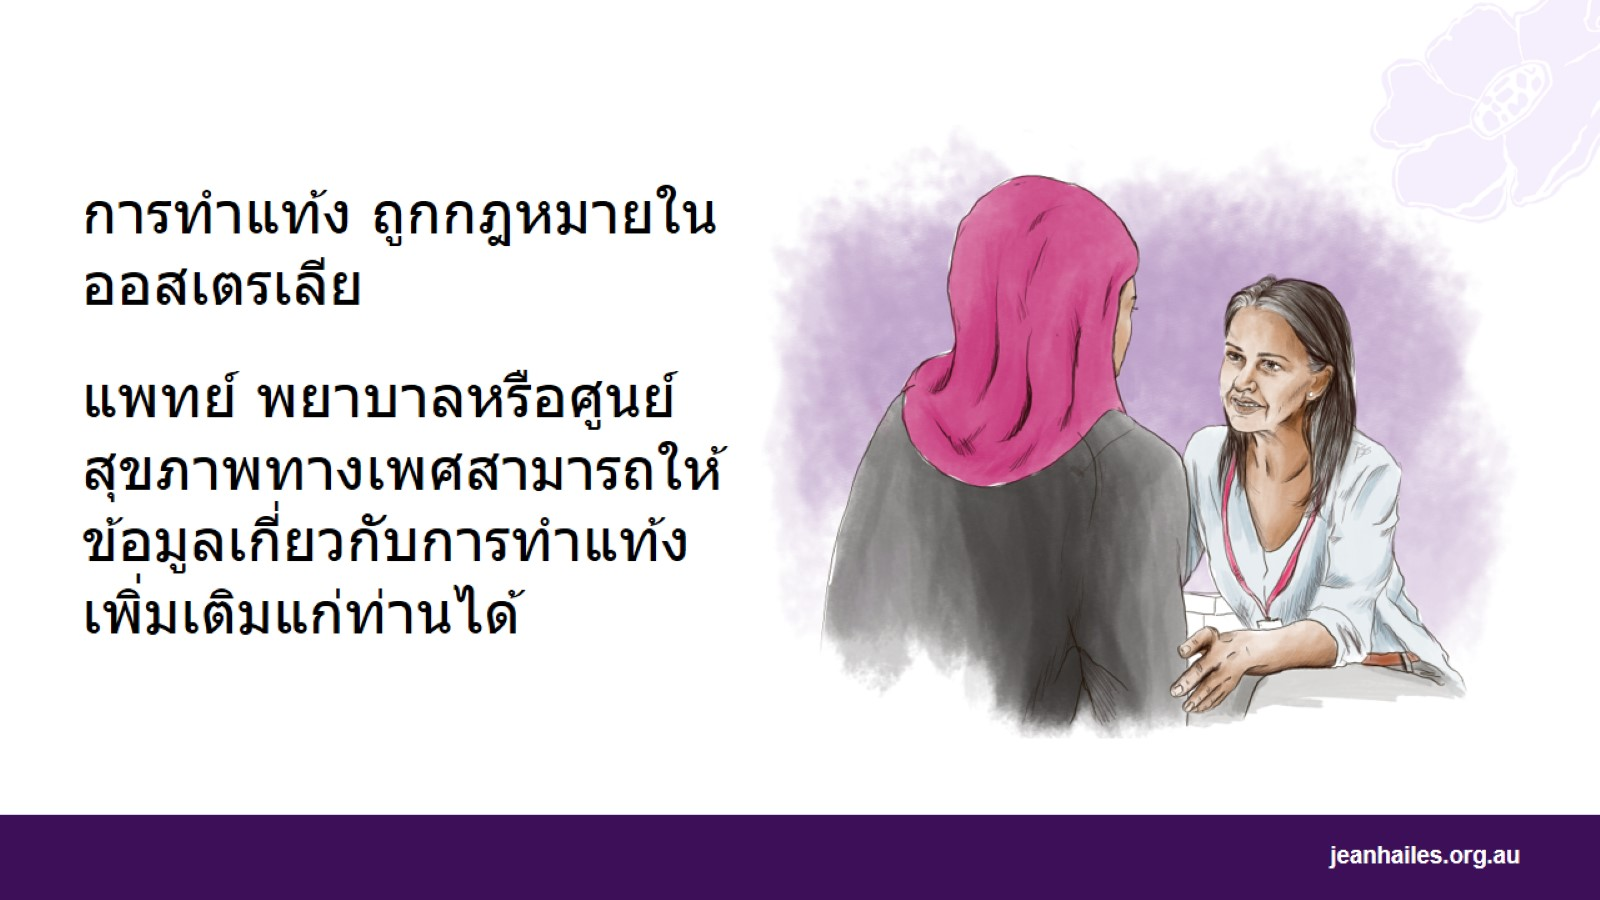 การทำแท้ง ถูกกฎหมายใน
ออสเตรเลีย
แพทย์ พยาบาลหรือศูนย์
สุขภาพทางเพศสามารถให้
ข้อมูลเกี่ยวกับการทำแท้ง
เพิ่มเติมแก่ท่านได้
jeanhailes.org.au